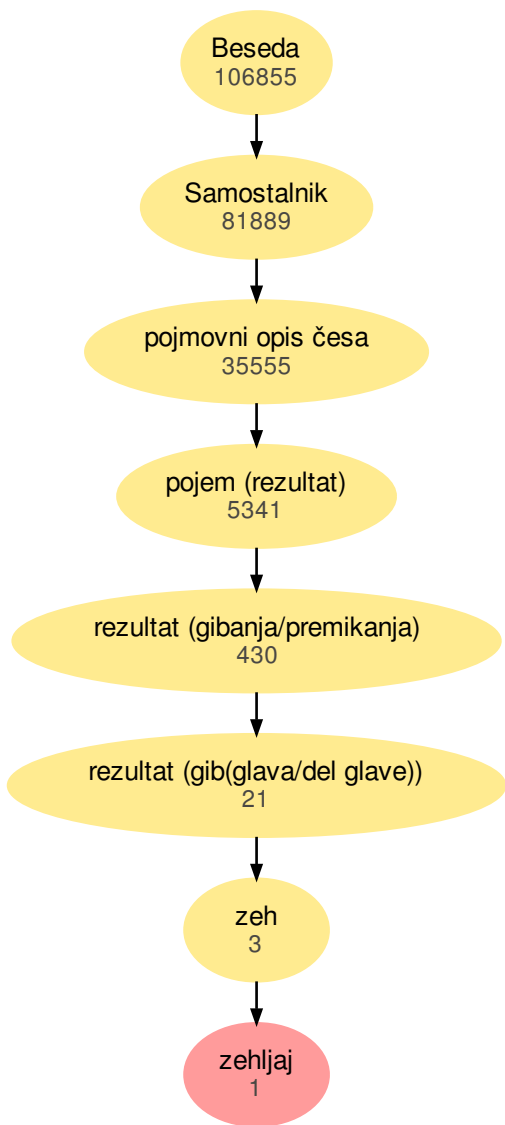 Beseda
106855
Samostalnik
81889
pojmovni opis česa
35555
pojem (rezultat)
5341
rezultat (gibanja/premikanja)
430
rezultat (gib(glava/del glave))
21
zeh
3
zehljaj
1